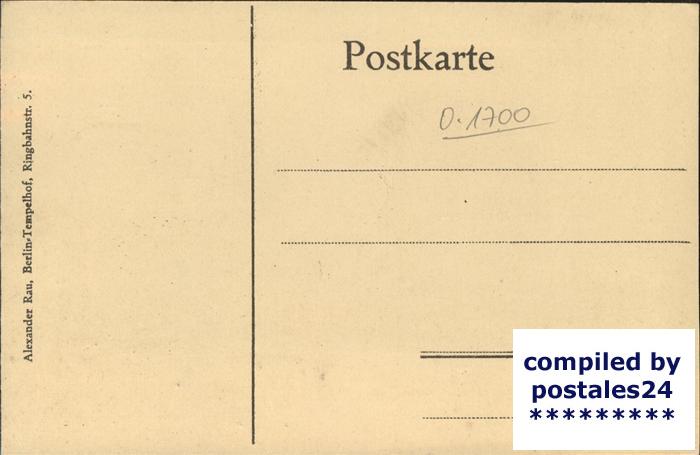 Alexander Rau, Berlin-Tempelhof, Ringbahnstr. 5.
Postkarte
0.1700
compiled by
postales24
*********